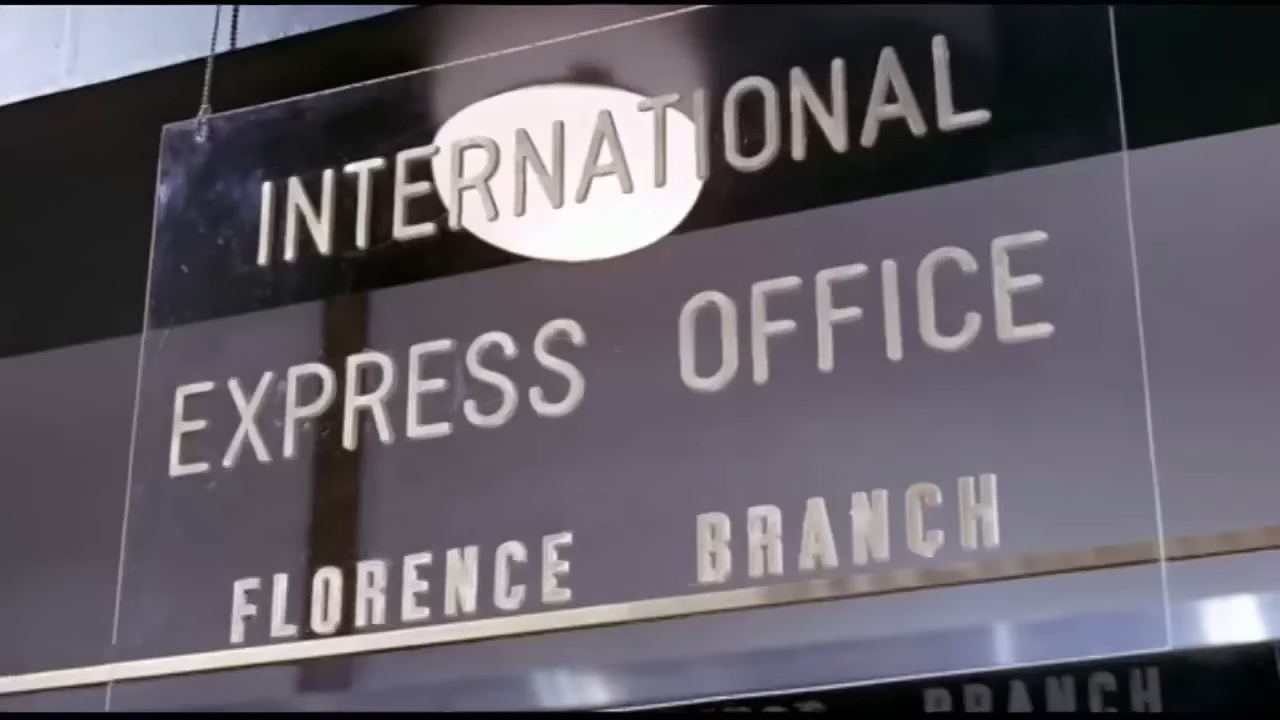 INTERNATIONAL
EXPRESS OFFICE
FLORENCE BRANCH
BRANCH